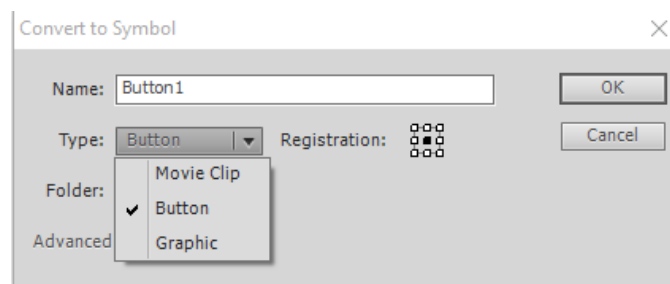 Convert to Symbol
Name: Button1
OK
Type: Button Registration:
Cancel
Movie Clip
Folder:
Button
Advanced
Graphic